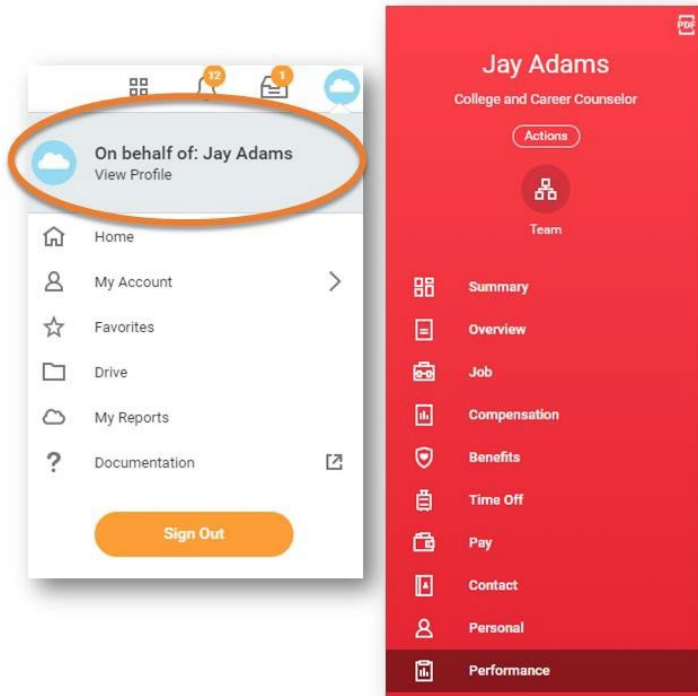 12
1
On behalf of: Jay Adams
View Profile
Home
My Account
Favorites
Drive
My Reports
? Documentation
Sign Out
PDF
Jay Adams
College and Career Counselor
Actions
Team
Summary
Overview
Job
Compensation
Benefits
Time Off
Pay
Contact
Personal
Performance